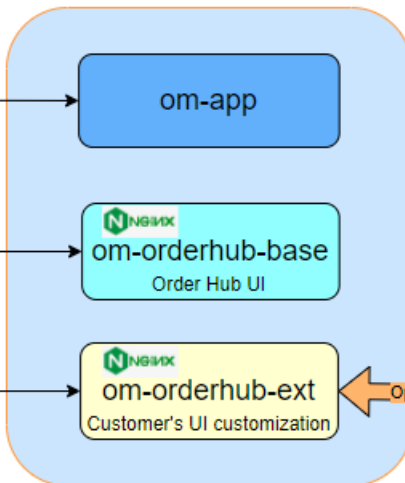 om-app
NGINX
om-orderhub-base
Order Hub UI
NGINX
om-orderhub-ext
Customer's UI customization